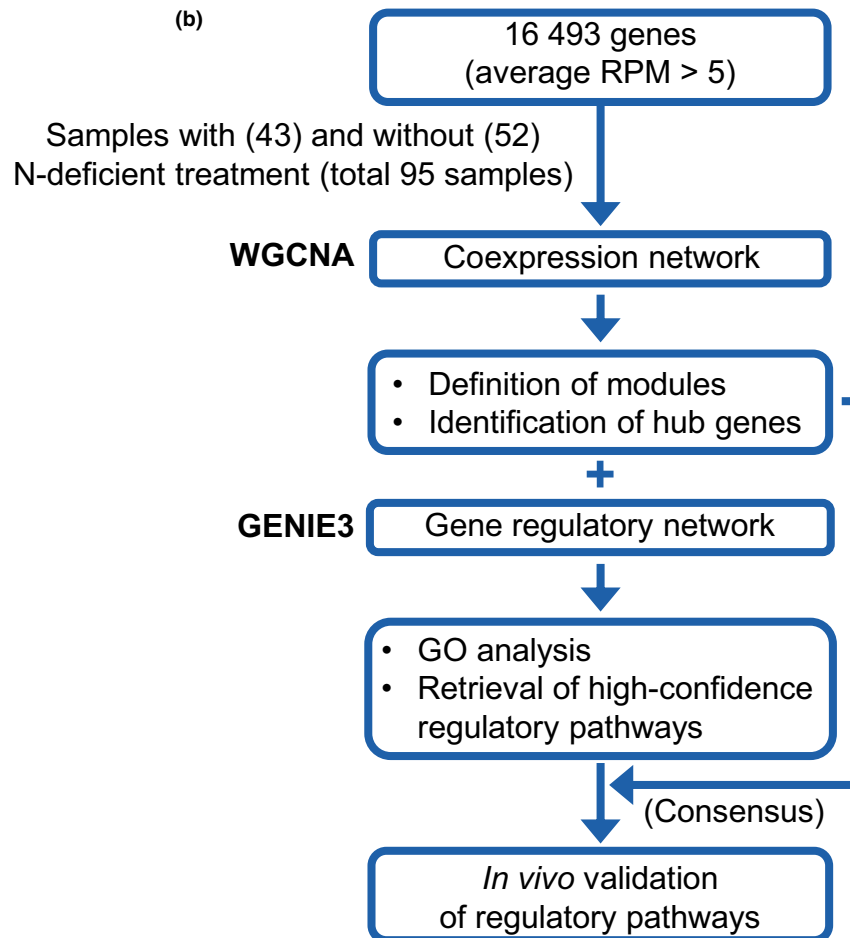 (b)
16 493 genes
(average RPM > 5)
Samples with (43) and without (52)
N-deficient treatment (total 95 samples)
WGCNA
Coexpression network
• Definition of modules
• Identification of hub genes
+
GENIE3
Gene regulatory network
• GO analysis
• Retrieval of high-confidence
regulatory pathways
(Consensus)
In vivo validation
of regulatory pathways